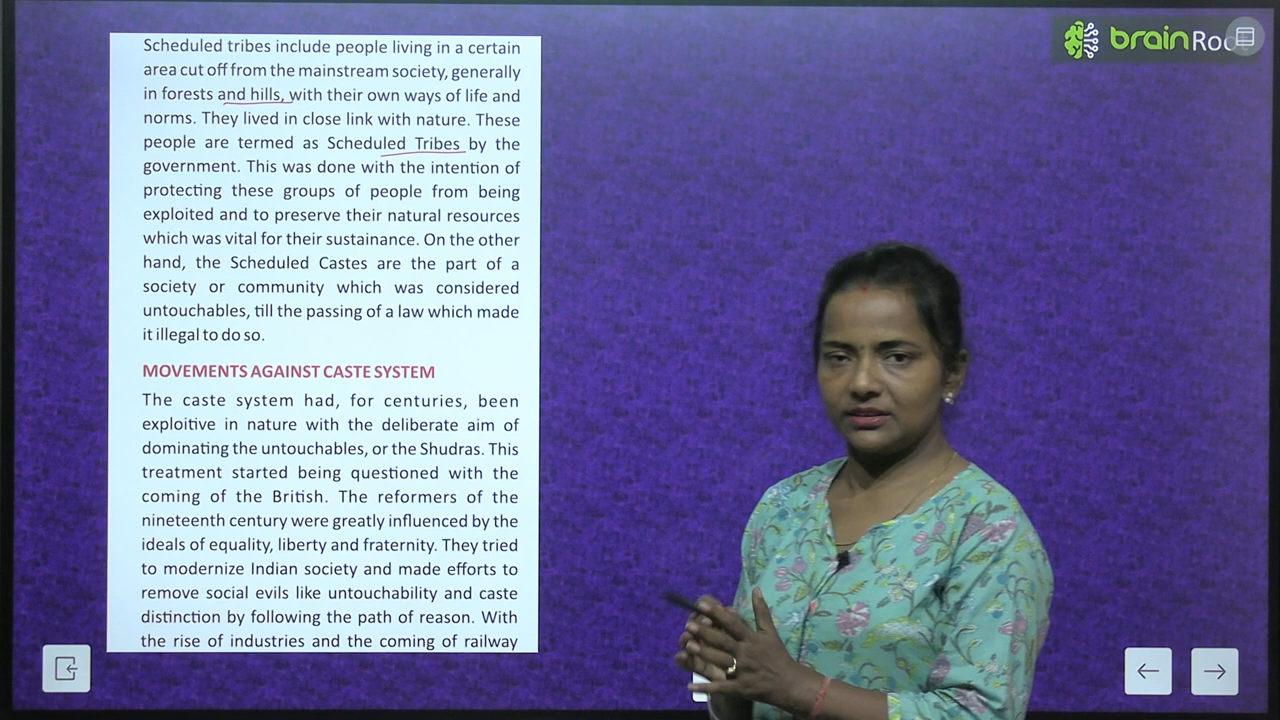 Scheduled tribes include people living in a certain
area cut off from the mainstream society, generally
in forests and hills, with their own ways of life and
norms. They lived in close link with nature. These
people are termed as Scheduled Tribes by the
government. This was done with the intention of
protecting these groups of people from being
exploited and to preserve their natural resources
which was vital for their sustainance. On the other
hand, the Scheduled Castes are the part of a
society or community which was considered
untouchables, till the passing of a law which made
it illegal to do so.
MOVEMENTS AGAINST CASTE SYSTEM
The caste system had, for centuries, been
exploitive in nature with the deliberate aim of
dominating the untouchables, or the Shudras. This
treatment started being questioned with the
coming of the British. The reformers of the
nineteenth century were greatly influenced by the
ideals of equality, liberty and fraternity. They tried
to modernize Indian society and made efforts to
remove social evils like untouchability and caste
distinction by following the path of reason. With
the rise of industries and the coming of railway
brainRoot